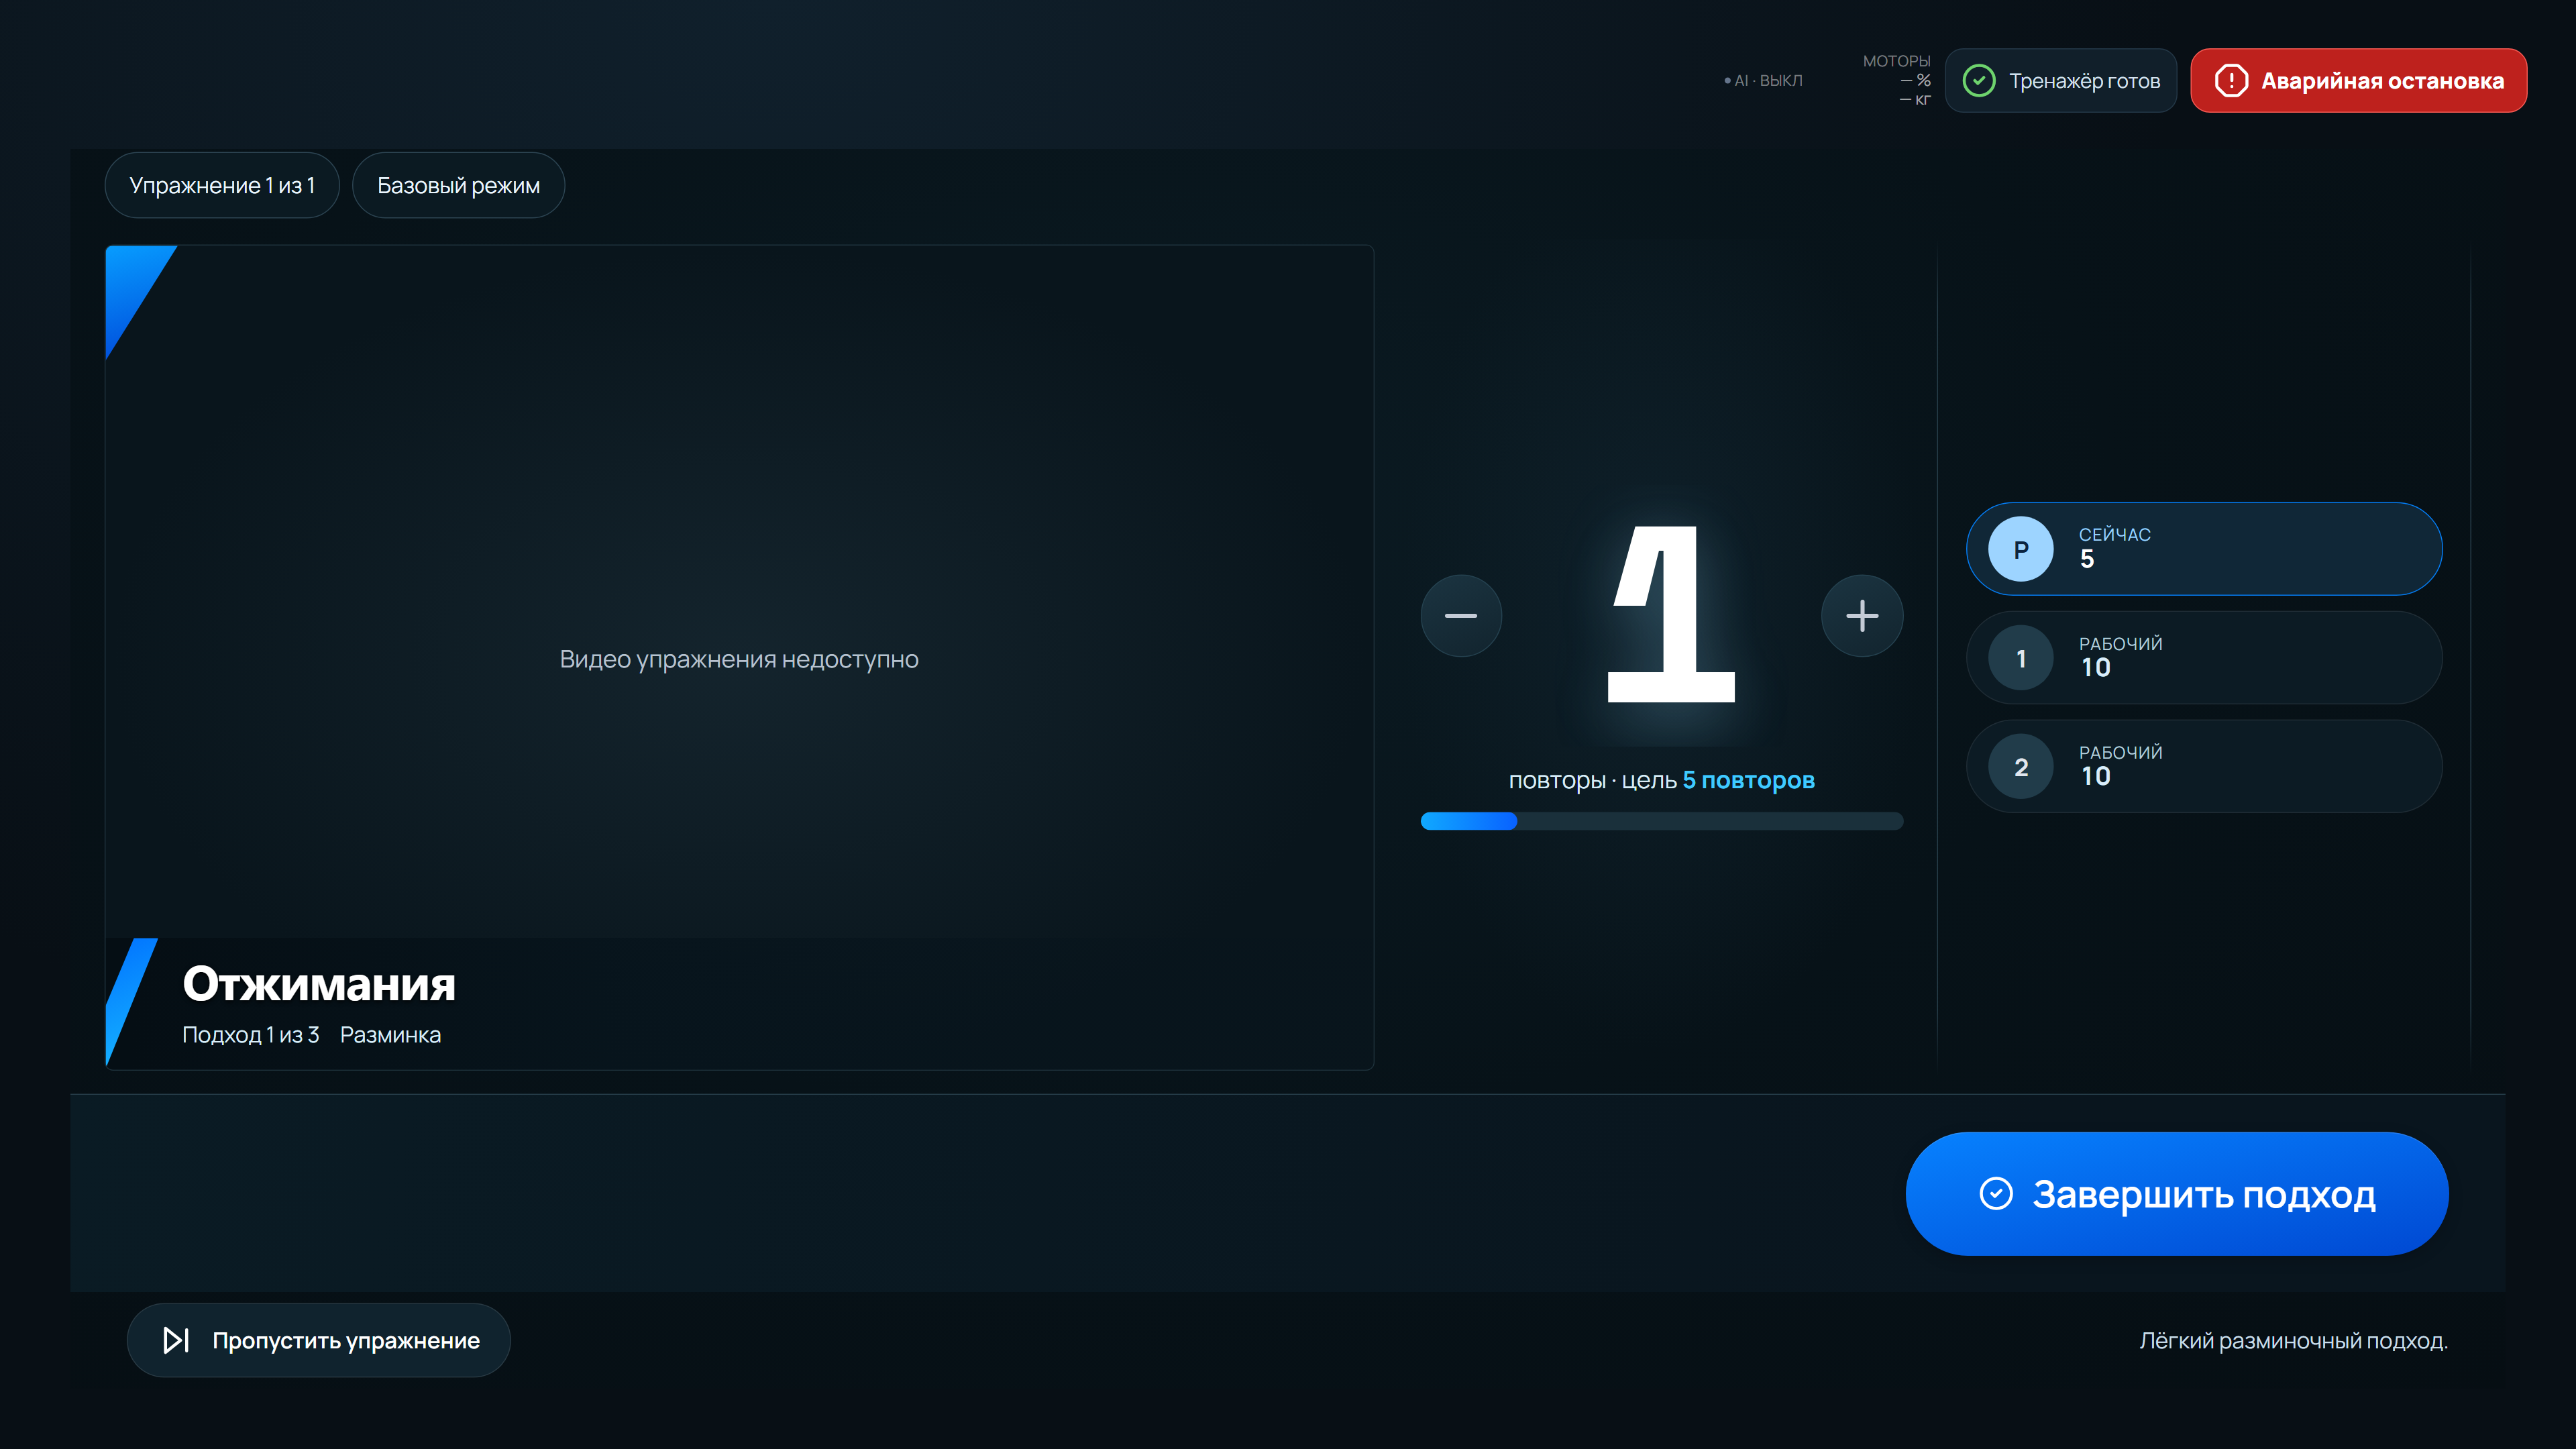 AI · ВЫКЛ
МОТОРЫ
— %
— кг
Тренажёр готов
Аварийная остановка
Упражнение 1 из 1
Базовый режим
Видео упражнения недоступно
Отжимания
Подход 1 из 3 Разминка
1
повторы · цель 5 повторов
Р
СЕЙЧАС
5
1
РАБОЧИЙ
10
2
РАБОЧИЙ
10
Завершить подход
Пропустить упражнение
Лёгкий разминочный подход.